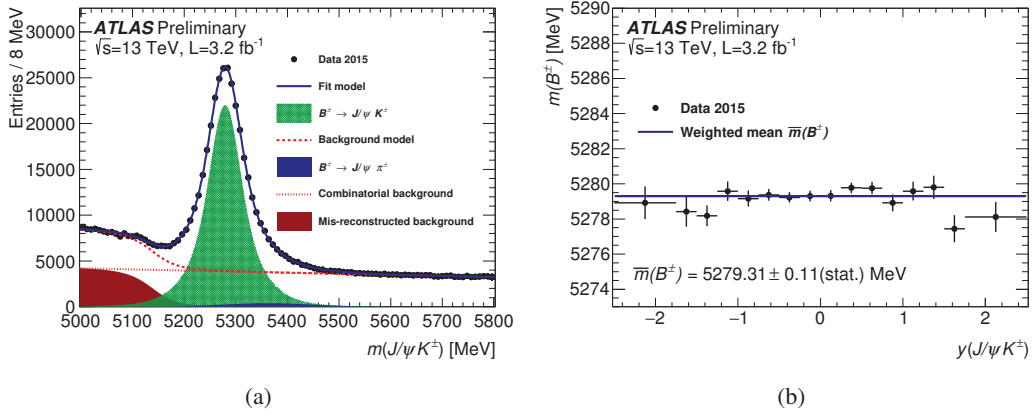 ATLAS Preliminary
√s=13 TeV, L=3.2 fb⁻¹
Entries / 8 MeV
30000
25000
20000
15000
10000
5000
0
Data 2015
Fit model
B± → J/ψ K±
Background model
B± → J/ψ π±
Combinatorial background
Mis-reconstructed background
5000 5100 5200 5300 5400 5500 5600 5700 5800
m(J/ψ K±) [MeV]
(a)
ATLAS Preliminary
√s=13 TeV, L=3.2 fb⁻¹
m(B±) [MeV]
5290
5288
5286
5284
5282
5280
5278
5276
5274
Data 2015
Weighted mean m̅(B±)
m̅(B±) = 5279.31 ± 0.11(stat.) MeV
−2 −1 0 1 2
y(J/ψ K±)
(b)